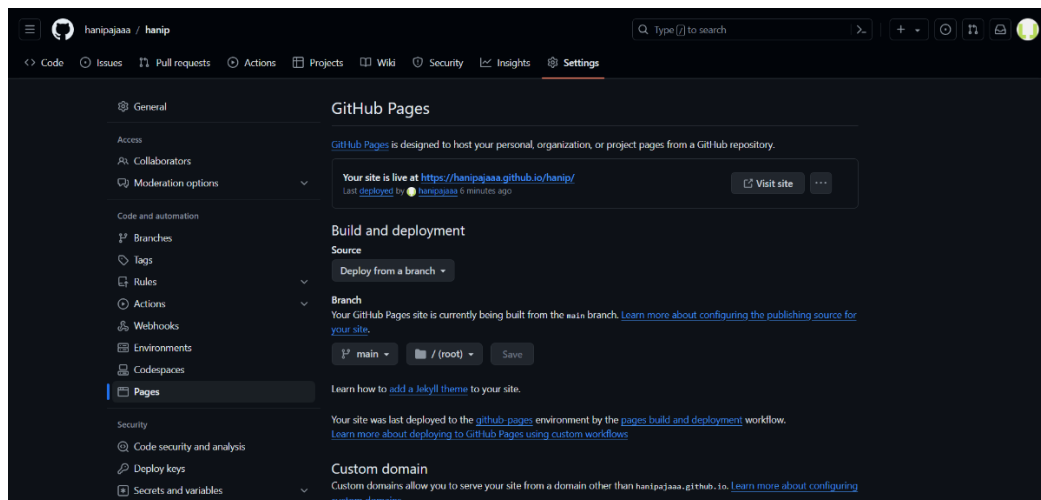 hanipajaaa / hanip
Type / to search
Code Issues Pull requests Actions Projects Wiki Security Insights Settings
General
Access
Collaborators
Moderation options
Code and automation
Branches
Tags
Rules
Actions
Webhooks
Environments
Codespaces
Pages
Security
Code security and analysis
Deploy keys
Secrets and variables
GitHub Pages
GitHub Pages is designed to host your personal, organization, or project pages from a GitHub repository.
Your site is live at https://hanipajaaa.github.io/hanip/
Last deployed by hanipajaaa 6 minutes ago
Visit site
Build and deployment
Source
Deploy from a branch
Branch
Your GitHub Pages site is currently being built from the main branch. Learn more about configuring the publishing source for
your site.
main / (root) Save
Learn how to add a Jekyll theme to your site.
Your site was last deployed to the github-pages environment by the pages build and deployment workflow.
Learn more about deploying to GitHub Pages using custom workflows
Custom domain
Custom domains allow you to serve your site from a domain other than hanipajaaa.github.io. Learn more about configuring
custom domains.